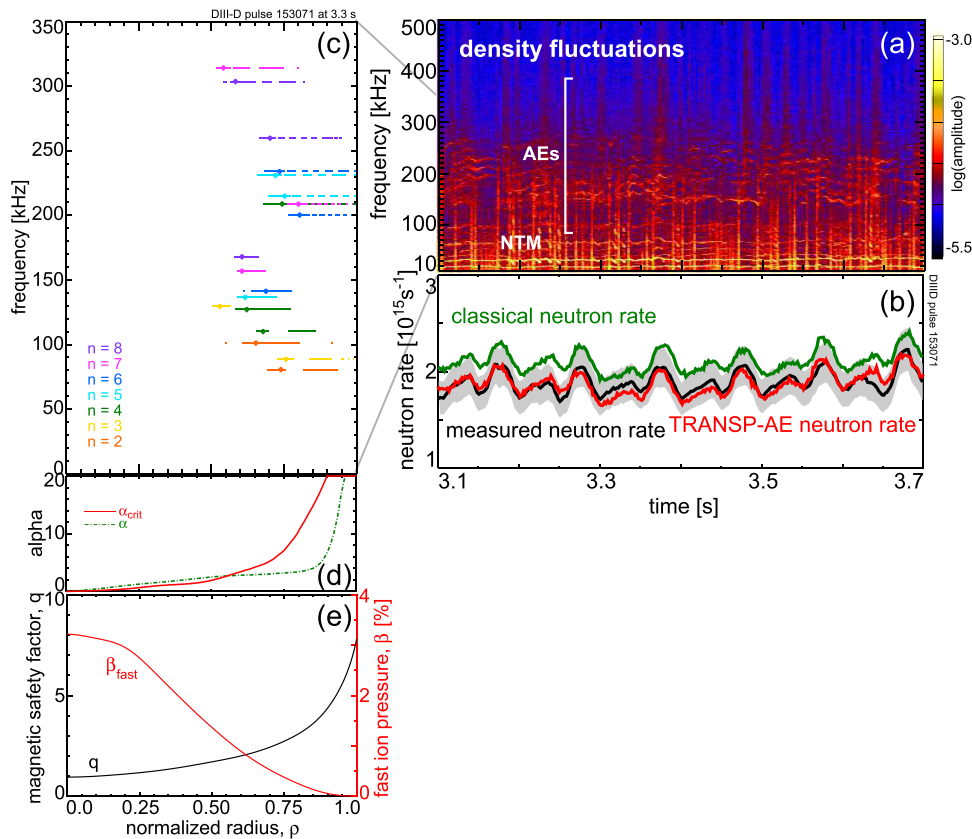 DIII-D pulse 153071 at 3.3 s
(c)
350
300
250
200
150
100
50
0
frequency [kHz]
n = 8
n = 7
n = 6
n = 5
n = 4
n = 3
n = 2
(a)
density fluctuations
500
400
300
200
100
10
frequency [kHz]
AEs
NTM
-3.0
-5.5
log(amplitude)
(b)
3
2
1
neutron rate [10¹⁵s⁻¹]
classical neutron rate
measured neutron rate
TRANSP-AE neutron rate
DIIID pulse 153071
3.1
3.3
3.5
3.7
time [s]
20
10
0
alpha
αcrit
α
(d)
(e)
10
5
0
magnetic safety factor, q
βfast
q
4
2
0
fast ion pressure, β [%]
0.0
0.25
0.50
0.75
1.0
normalized radius, ρ